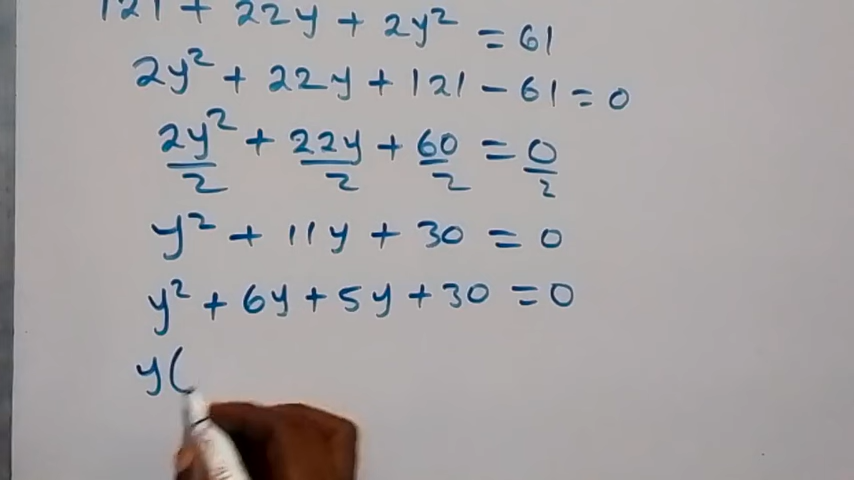 121 + 22y + 2y² = 61
2y² + 22y + 121 - 61 = 0
2y²/2 + 22y/2 + 60/2 = 0/2
y² + 11y + 30 = 0
y² + 6y + 5y + 30 = 0
y(